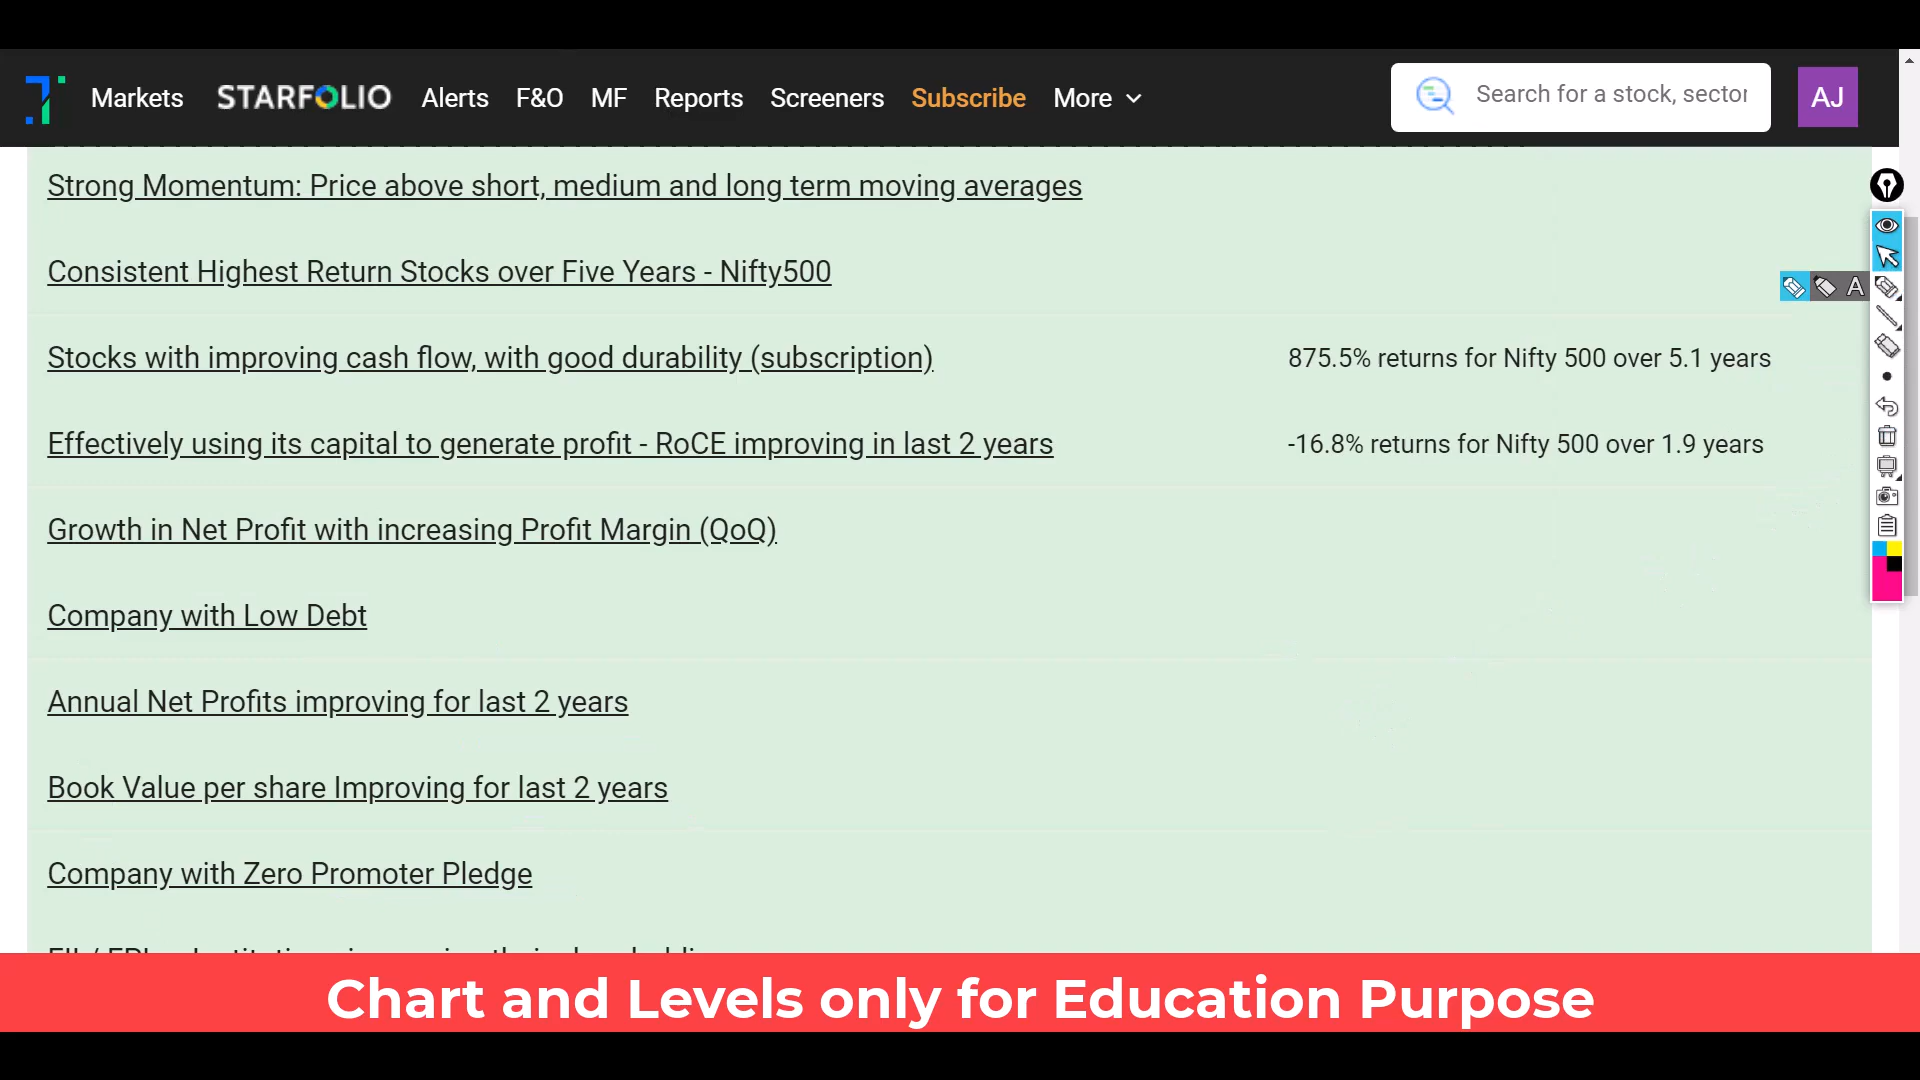 Markets STARFOLIO Alerts F&O MF Reports Screeners Subscribe More Search for a stock, sector AJ
Strong Momentum: Price above short, medium and long term moving averages
Consistent Highest Return Stocks over Five Years - Nifty500
A
Stocks with improving cash flow, with good durability (subscription) 875.5% returns for Nifty 500 over 5.1 years
Effectively using its capital to generate profit - RoCE improving in last 2 years -16.8% returns for Nifty 500 over 1.9 years
Growth in Net Profit with increasing Profit Margin (QoQ)
Company with Low Debt
Annual Net Profits improving for last 2 years
Book Value per share Improving for last 2 years
Company with Zero Promoter Pledge
Chart and Levels only for Education Purpose